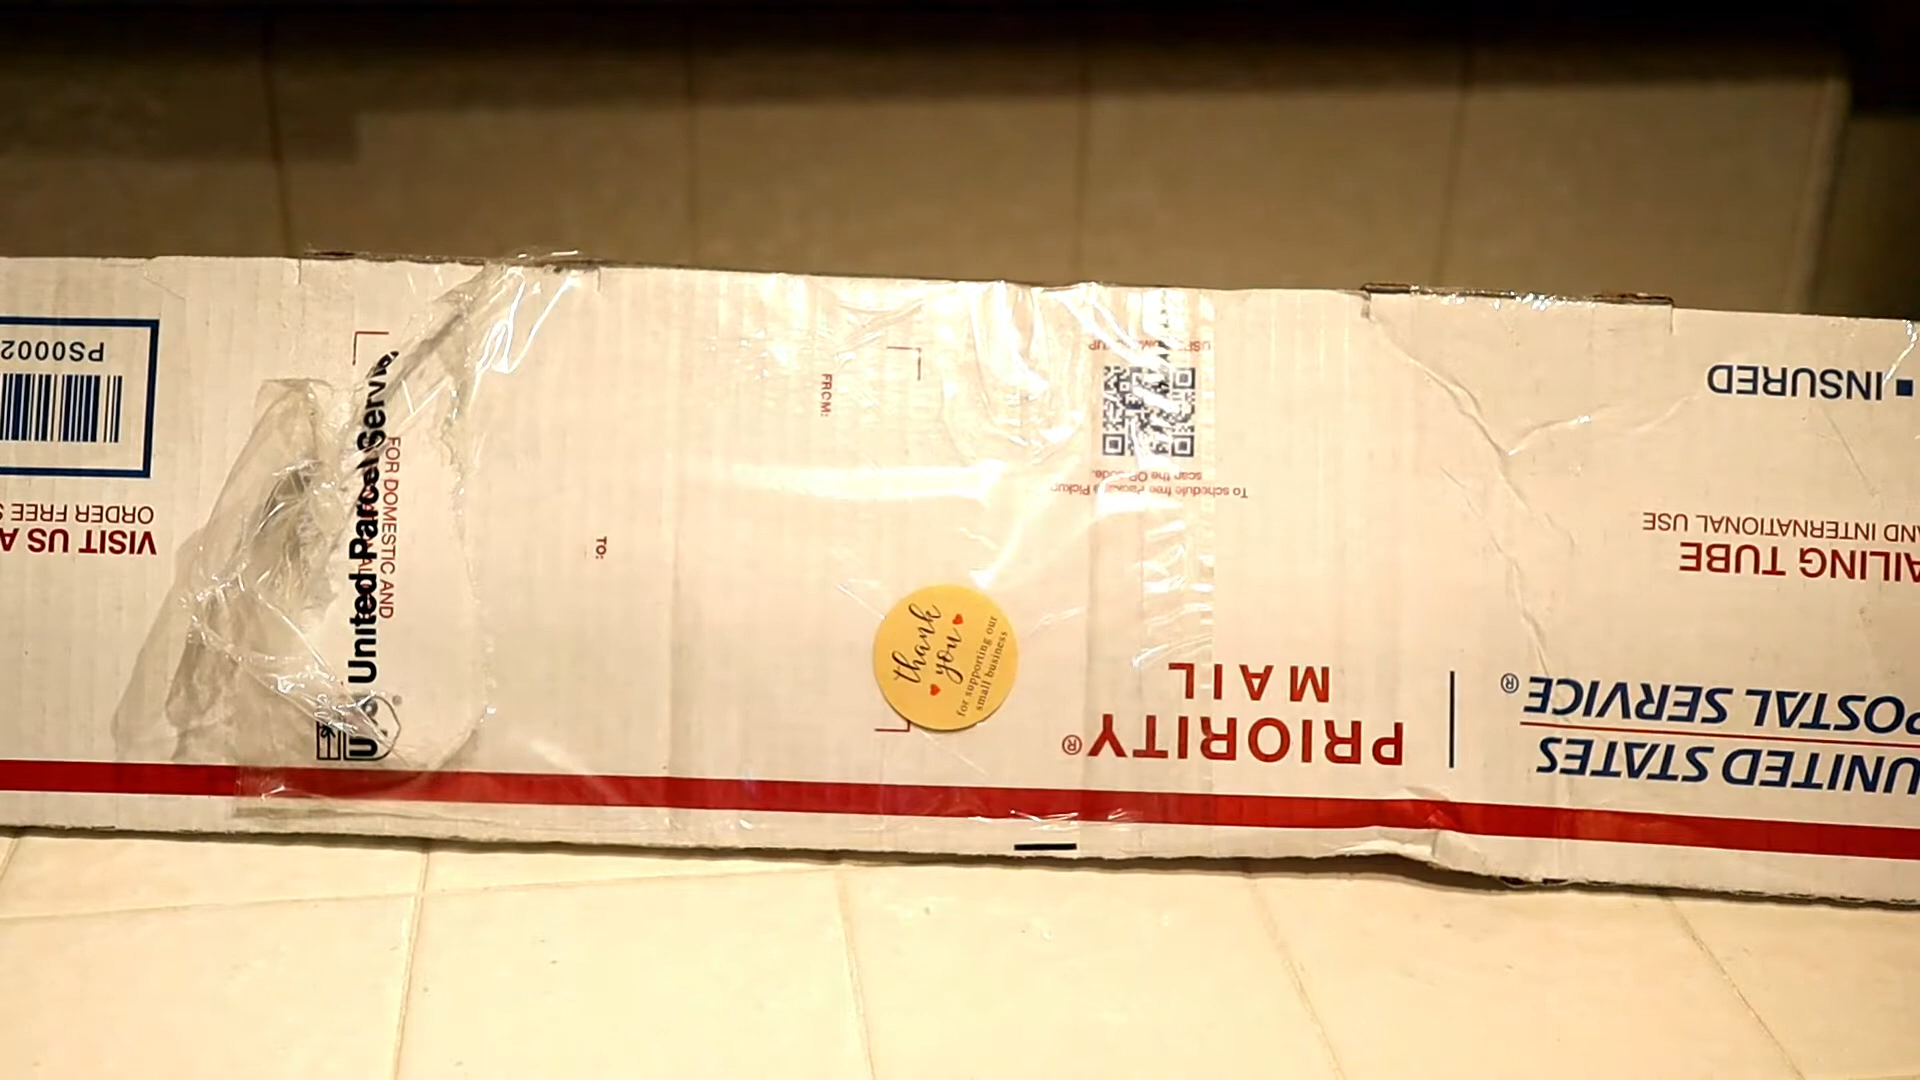 UNITED STATES
POSTAL SERVICE®
PRIORITY®
MAIL
AILING TUBE
AND INTERNATIONAL USE
■ INSURED
To schedule free Package Pickup
scan the QR code.
FROM:
TO:
thank
you
for supporting our
small business
United Parcel Service
FOR DOMESTIC AND
VISIT US A
ORDER FREE S
PS0002